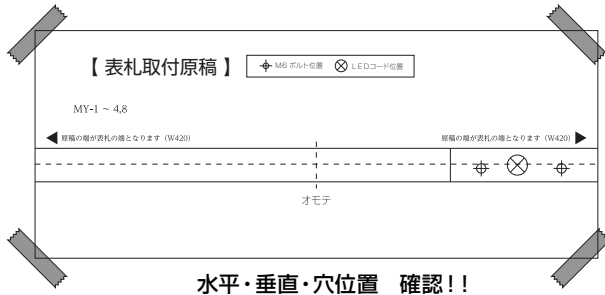 【 表札取付原稿 】
M6 ボルト位置 LEDコード位置
MY-1 ~ 4,8
原稿の端が表札の端となります (W420) 原稿の端が表札の端となります (W420)
オモテ
水平・垂直・穴位置 確認!!